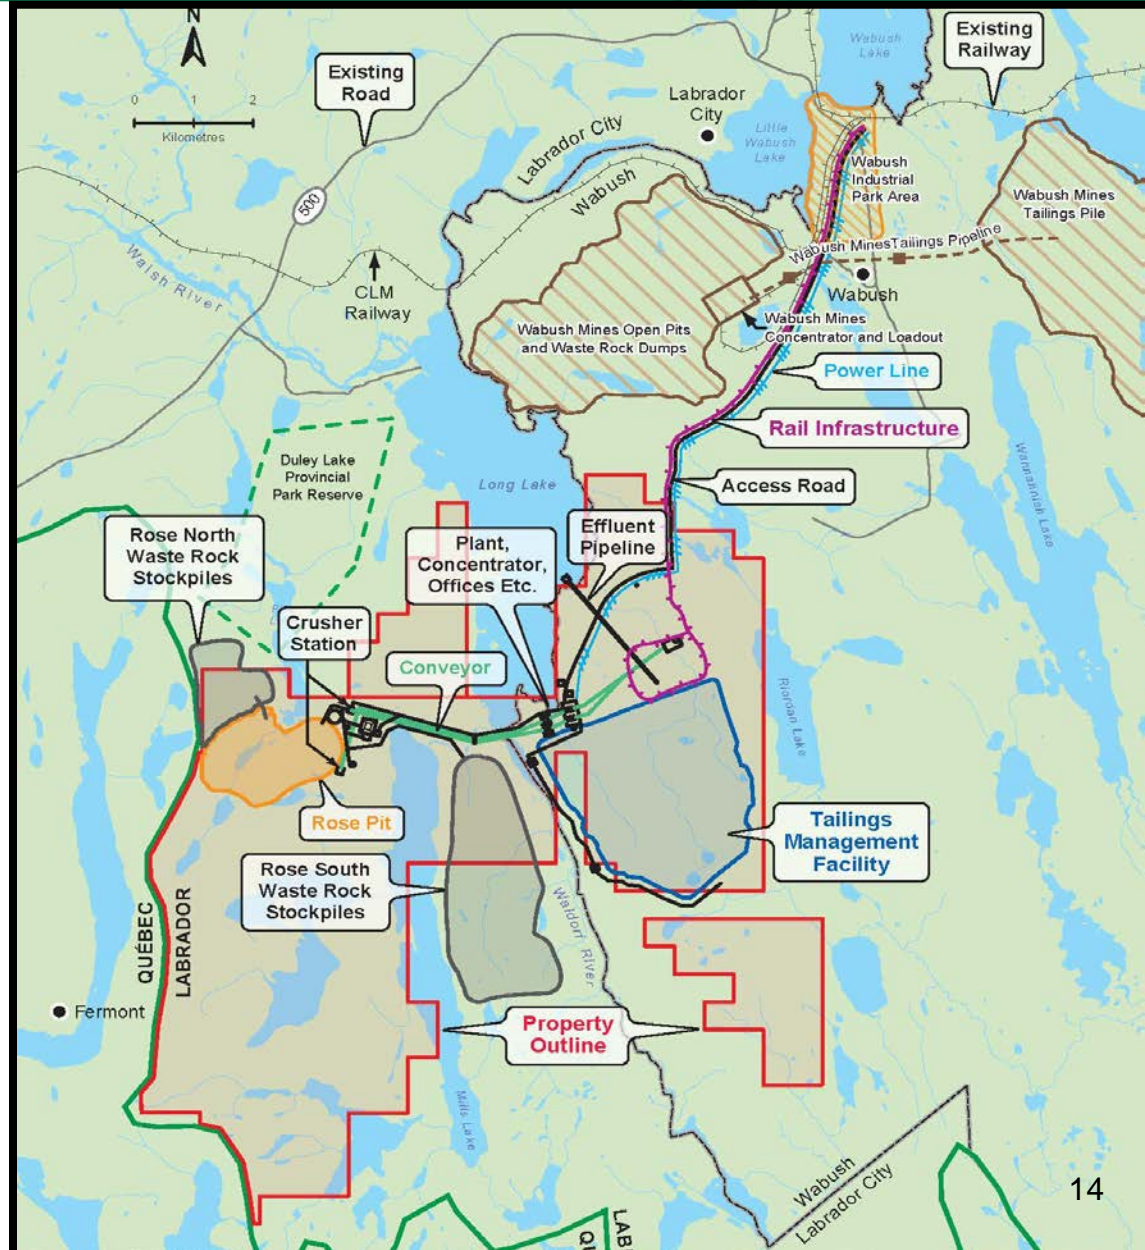 N
0 1 2
Kilometres
Existing
Road
Existing
Railway
Wabush
Lake
Labrador
City
Little
Wabush
Lake
Labrador City
Wabush
Wabush
Industrial
Park Area
Wabush Mines
Tailings Pile
500
Walsh River
CLM
Railway
Wabush MinesTailings Pipeline
Wabush
Wabush Mines Open Pits
and Waste Rock Dumps
Wabush Mines
Concentrator and Loadout
Power Line
Rail Infrastructure
Access Road
Duley Lake
Provincial
Park Reserve
Long Lake
Wahnahnish Lake
Rose North
Waste Rock
Stockpiles
Plant,
Concentrator,
Offices Etc.
Effluent
Pipeline
Crusher
Station
Conveyor
Riordan Lake
Rose Pit
Tailings
Management
Facility
Rose South
Waste Rock
Stockpiles
Waldorf River
QUÉBEC
LABRADOR
Fermont
Property
Outline
Mills Lake
Wabush
Labrador City
14